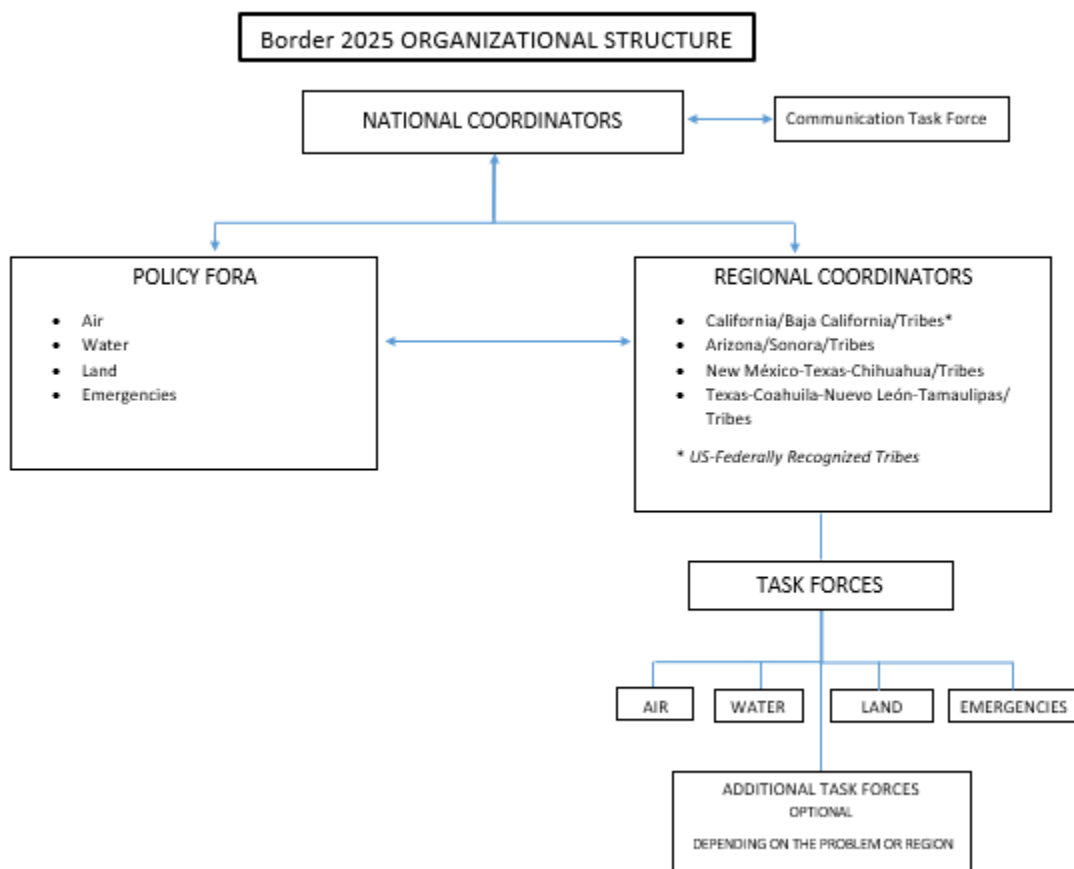 Border 2025 ORGANIZATIONAL STRUCTURE
NATIONAL COORDINATORS
Communication Task Force
POLICY FORA
• Air
• Water
• Land
• Emergencies
REGIONAL COORDINATORS
• California/Baja California/Tribes*
• Arizona/Sonora/Tribes
• New México-Texas-Chihuahua/Tribes
• Texas-Coahuila-Nuevo León-Tamaulipas/
Tribes
* US-Federally Recognized Tribes
TASK FORCES
AIR
WATER
LAND
EMERGENCIES
ADDITIONAL TASK FORCES
OPTIONAL
DEPENDING ON THE PROBLEM OR REGION